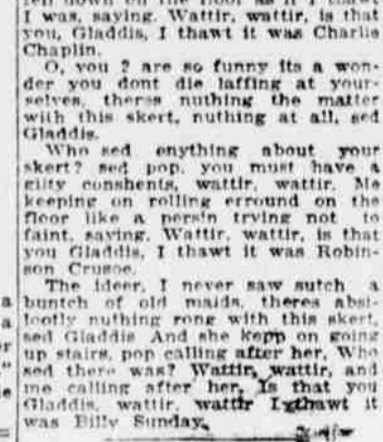 fell down on the floor as if I thawt
I was, saying. Wattir, wattir, is that
you, Gladdis, I thawt it was Charlie
Chaplin.
O, you ? are so funny its a won-
der you dont die laffing at your-
selves, theres nuthing the matter
with this skert, nuthing at all, sed
Gladdis.
Who sed enything about your
skert? sed pop, you must have a
gilty conshents, wattir, wattir. Me
keeping on rolling erround on the
floor like a persin trying not to
faint, saying. Wattir, wattir, is that
you Gladdis, I thawt it was Robin-
son Crusoe.
The ideer, I never saw sutch a
buntch of old maids, theres absi-
lootly nuthing rong with this skert,
sed Gladdis And she kepp on going
up stairs, pop calling after her, Who
sed there was? Wattir, wattir, and
me calling after her, Is that you
Gladdis, wattir, wattir I thawt it
was Billy Sunday.
a
a
er
"
le